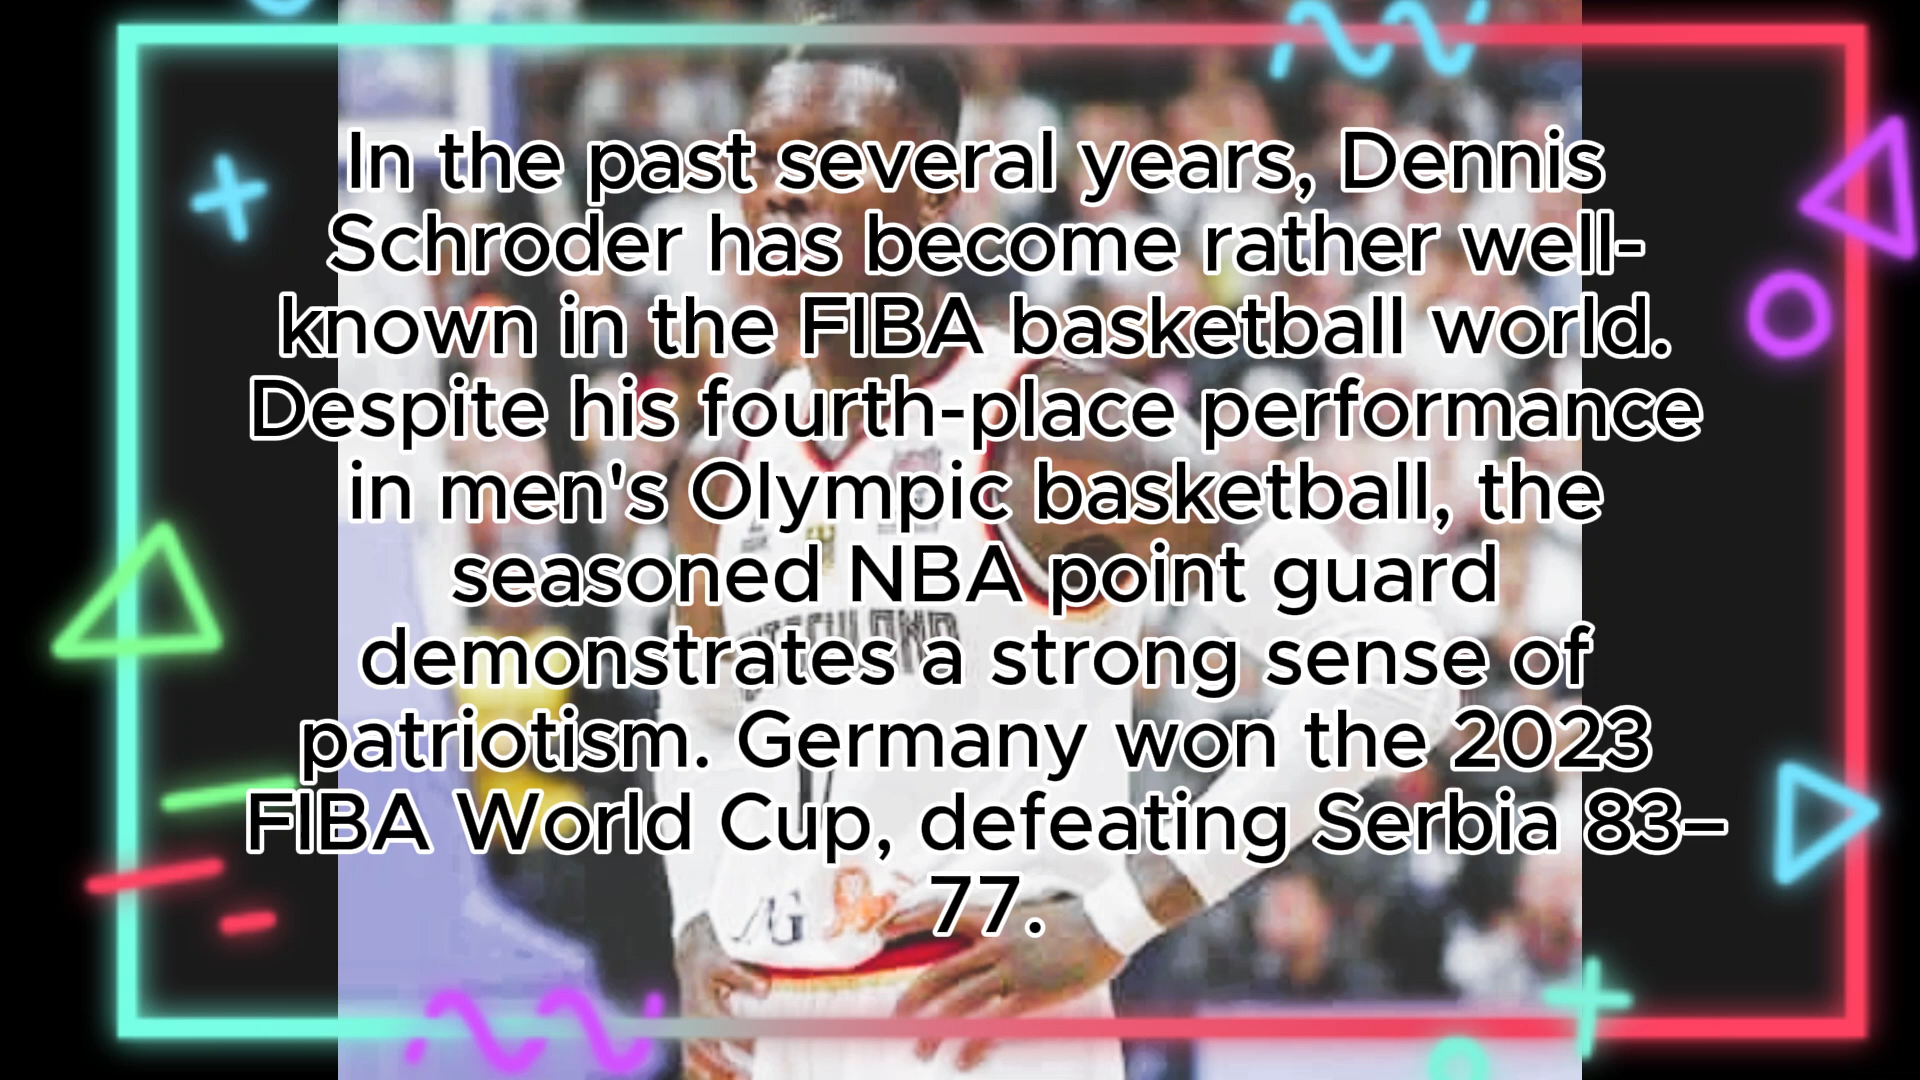 In the past several years, Dennis
Schroder has become rather well-
known in the FIBA basketball world.
Despite his fourth-place performance
in men's Olympic basketball, the
seasoned NBA point guard
demonstrates a strong sense of
patriotism. Germany won the 2023
FIBA World Cup, defeating Serbia 83–
77.